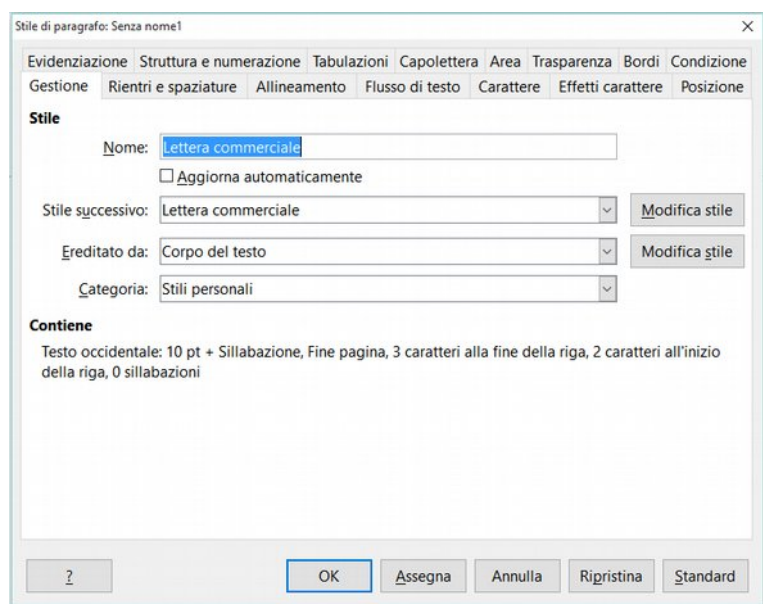 Stile di paragrafo: Senza nome1
Evidenziazione Struttura e numerazione Tabulazioni Capolettera Area Trasparenza Bordi Condizione
Gestione Rientri e spaziature Allineamento Flusso di testo Carattere Effetti carattere Posizione
Stile
Nome: Lettera commerciale
Aggiorna automaticamente
Stile successivo: Lettera commerciale Modifica stile
Ereditato da: Corpo del testo Modifica stile
Categoria: Stili personali
Contiene
Testo occidentale: 10 pt + Sillabazione, Fine pagina, 3 caratteri alla fine della riga, 2 caratteri all'inizio
della riga, 0 sillabazioni
? OK Assegna Annulla Ripristina Standard